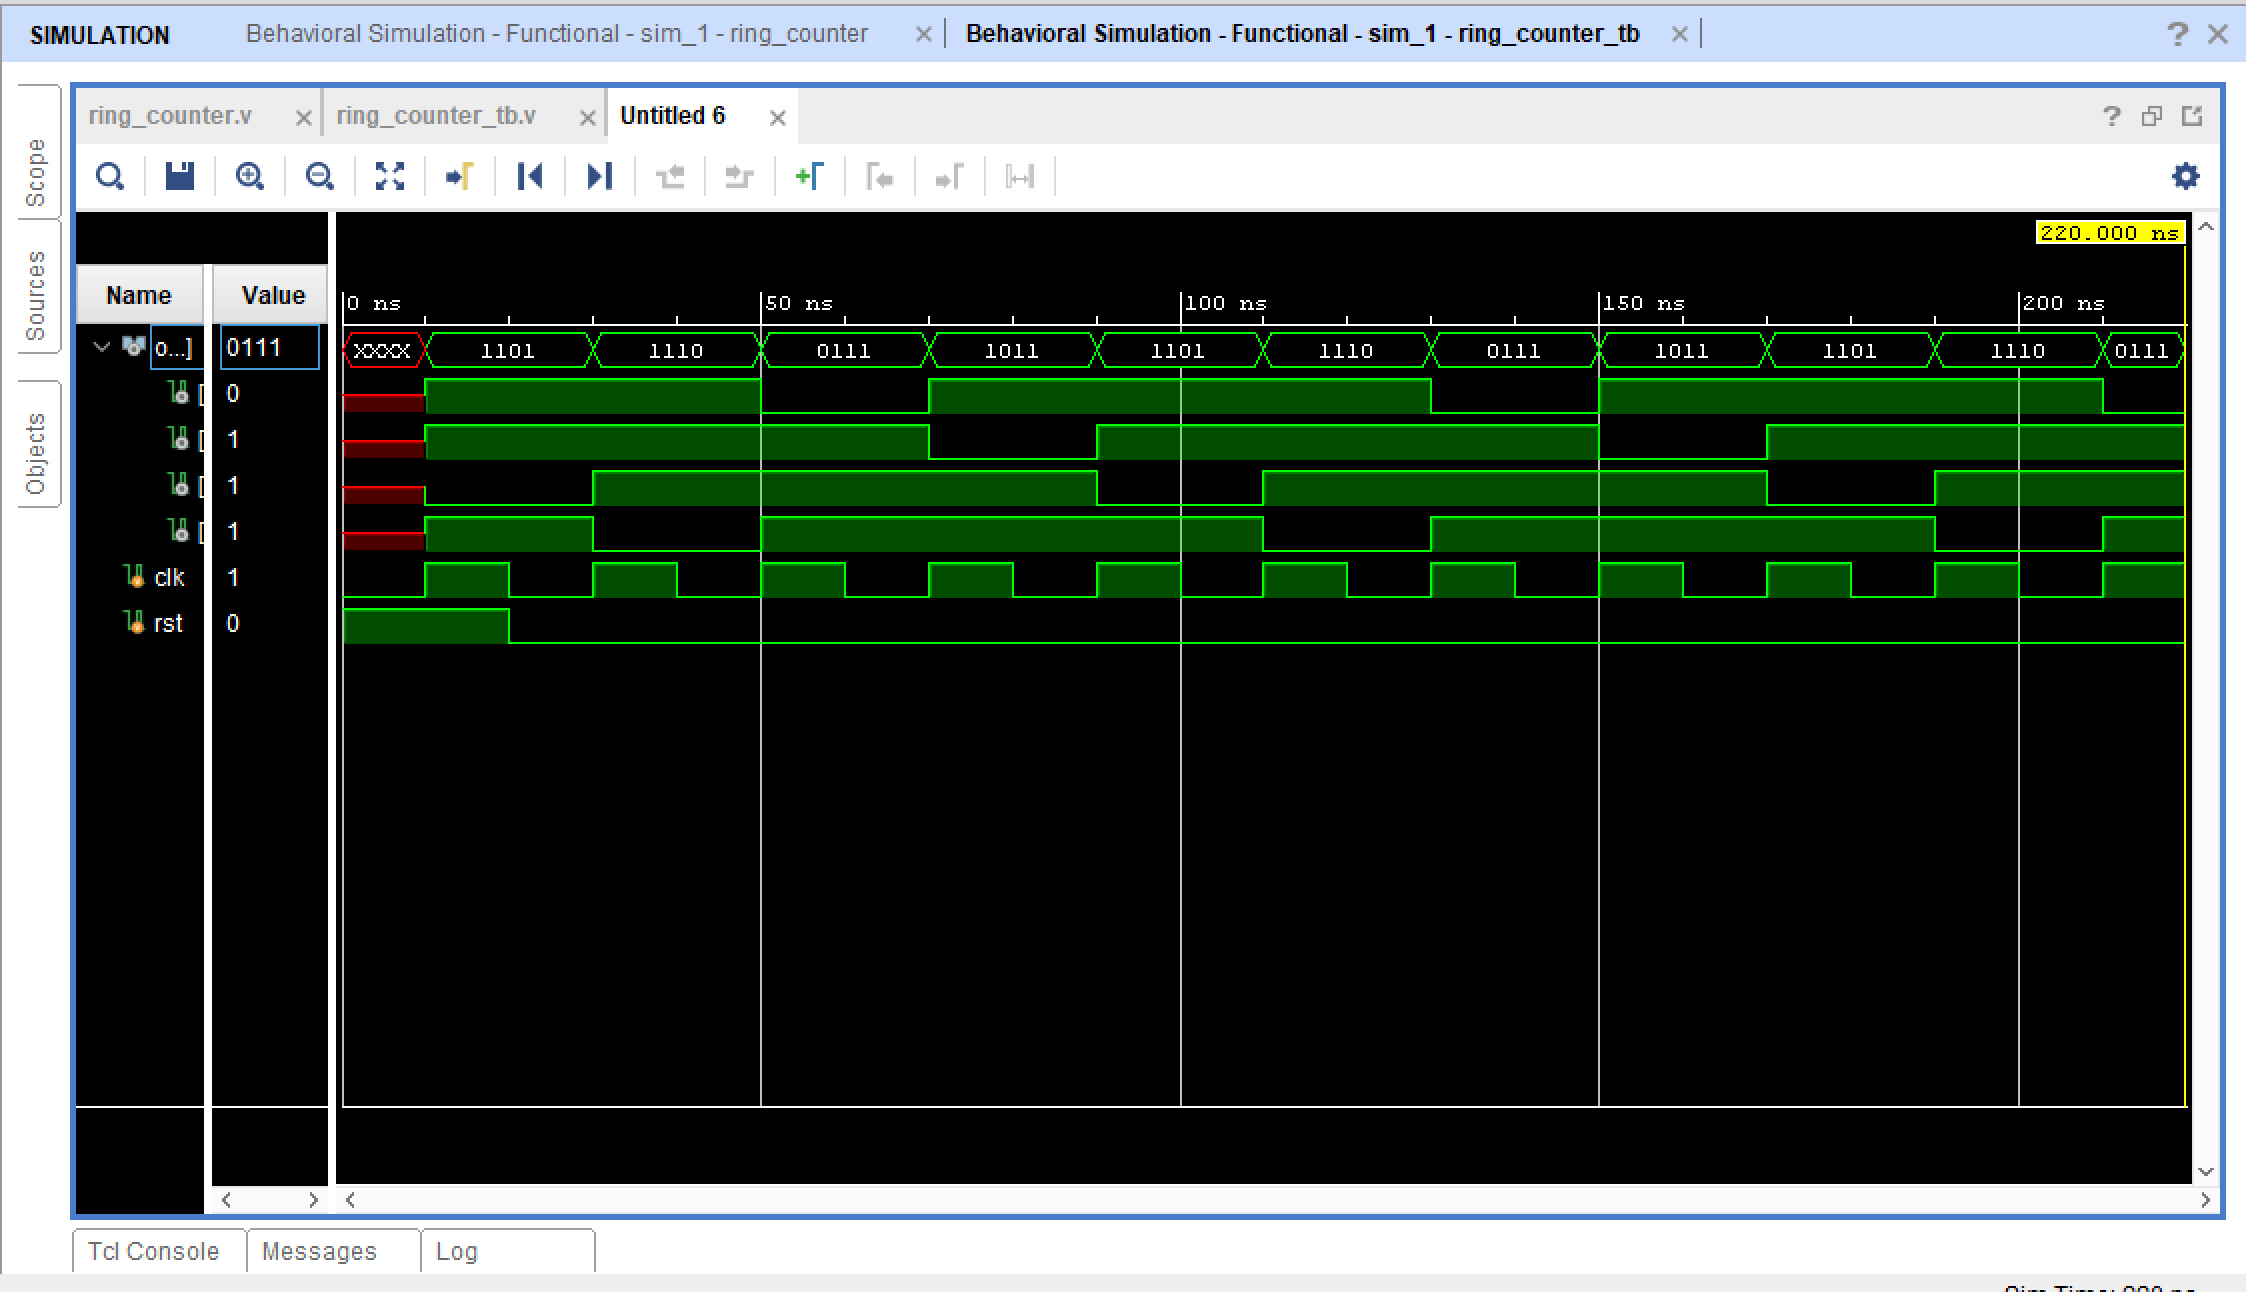 SIMULATION Behavioral Simulation - Functional - sim_1 - ring_counter Behavioral Simulation - Functional - sim_1 - ring_counter_tb
ring_counter.v ring_counter_tb.v Untitled 6
Scope
Sources
Objects
220.000 ns
Name Value
0 ns 50 ns 100 ns 150 ns 200 ns
o...] 0111 XXXX 1101 1110 0111 1011 1101 1110 0111 1011 1101 1110 0111
[ 0
[ 1
[ 1
[ 1
clk 1
rst 0
Tcl Console Messages Log